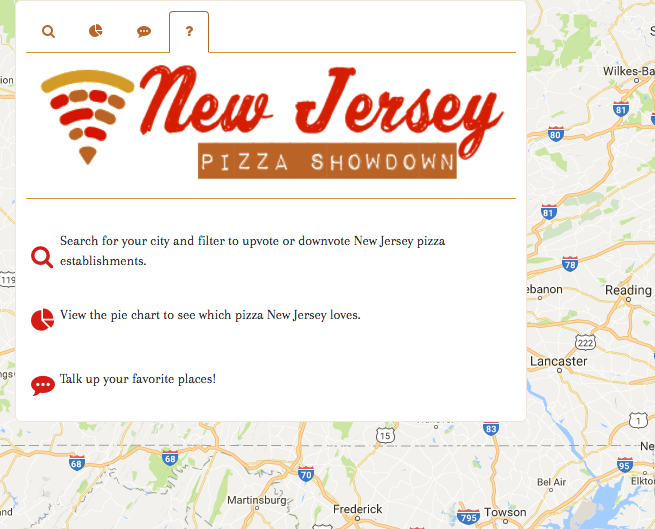 ?
New Jersey
PIZZA SHOWDOWN
Search for your city and filter to upvote or downvote New Jersey pizza
establishments.
View the pie chart to see which pizza New Jersey loves.
Talk up your favorite places!
Wilkes-Ba
81
80
81
78
119
ebanon
Reading
222
Lancaster
ngs
83
15
1
68
68
70
95
Ne
Bel Air
Elkto
Martinsburg
Frederick
795
Towson
and
ion
S